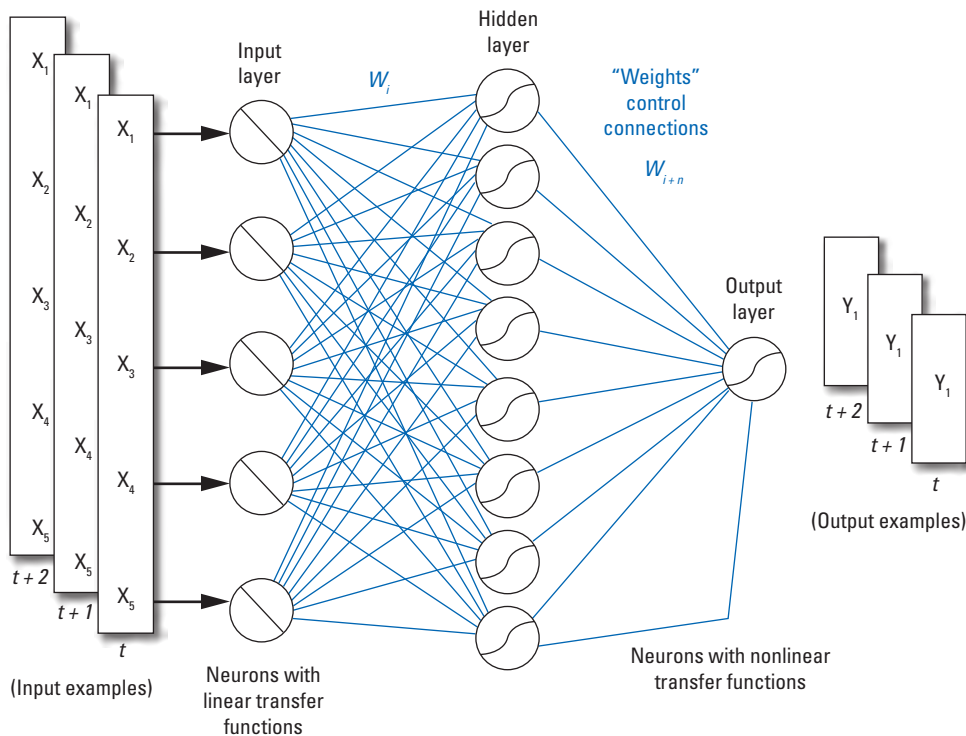 X1
X2
X3
X4
X5
t + 2
X1
X2
X3
X4
X5
t + 1
X1
X2
X3
X4
X5
t
(Input examples)
Input
layer
Neurons with
linear transfer
functions
Wi
Hidden
layer
“Weights”
control
connections
Wi + n
Output
layer
Neurons with nonlinear
transfer functions
Y1
t + 2
Y1
t + 1
Y1
t
(Output examples)